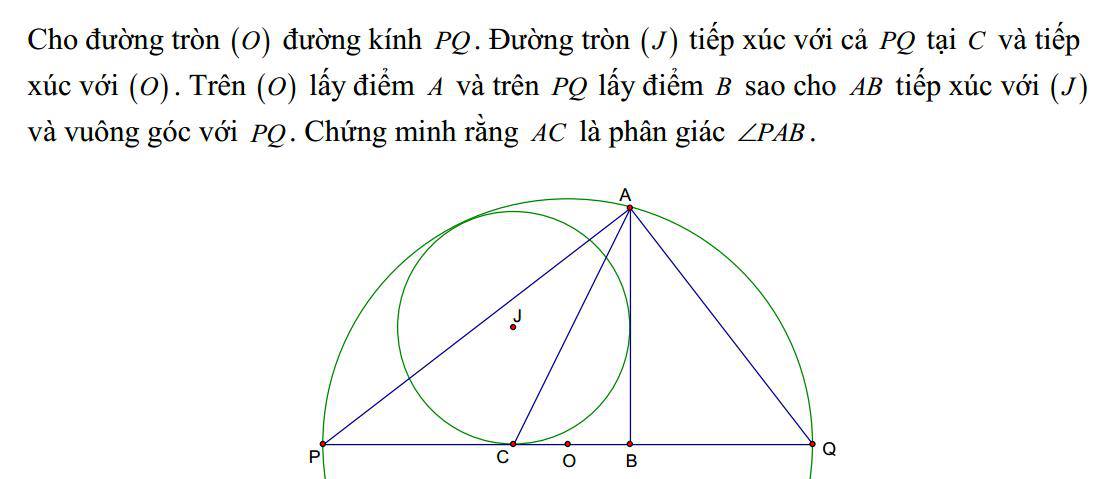 Cho đường tròn (O) đường kính PQ. Đường tròn (J) tiếp xúc với cả PQ tại C và tiếp
xúc với (O). Trên (O) lấy điểm A và trên PQ lấy điểm B sao cho AB tiếp xúc với (J)
và vuông góc với PQ. Chứng minh rằng AC là phân giác ∠PAB.
A
J
P C O B Q